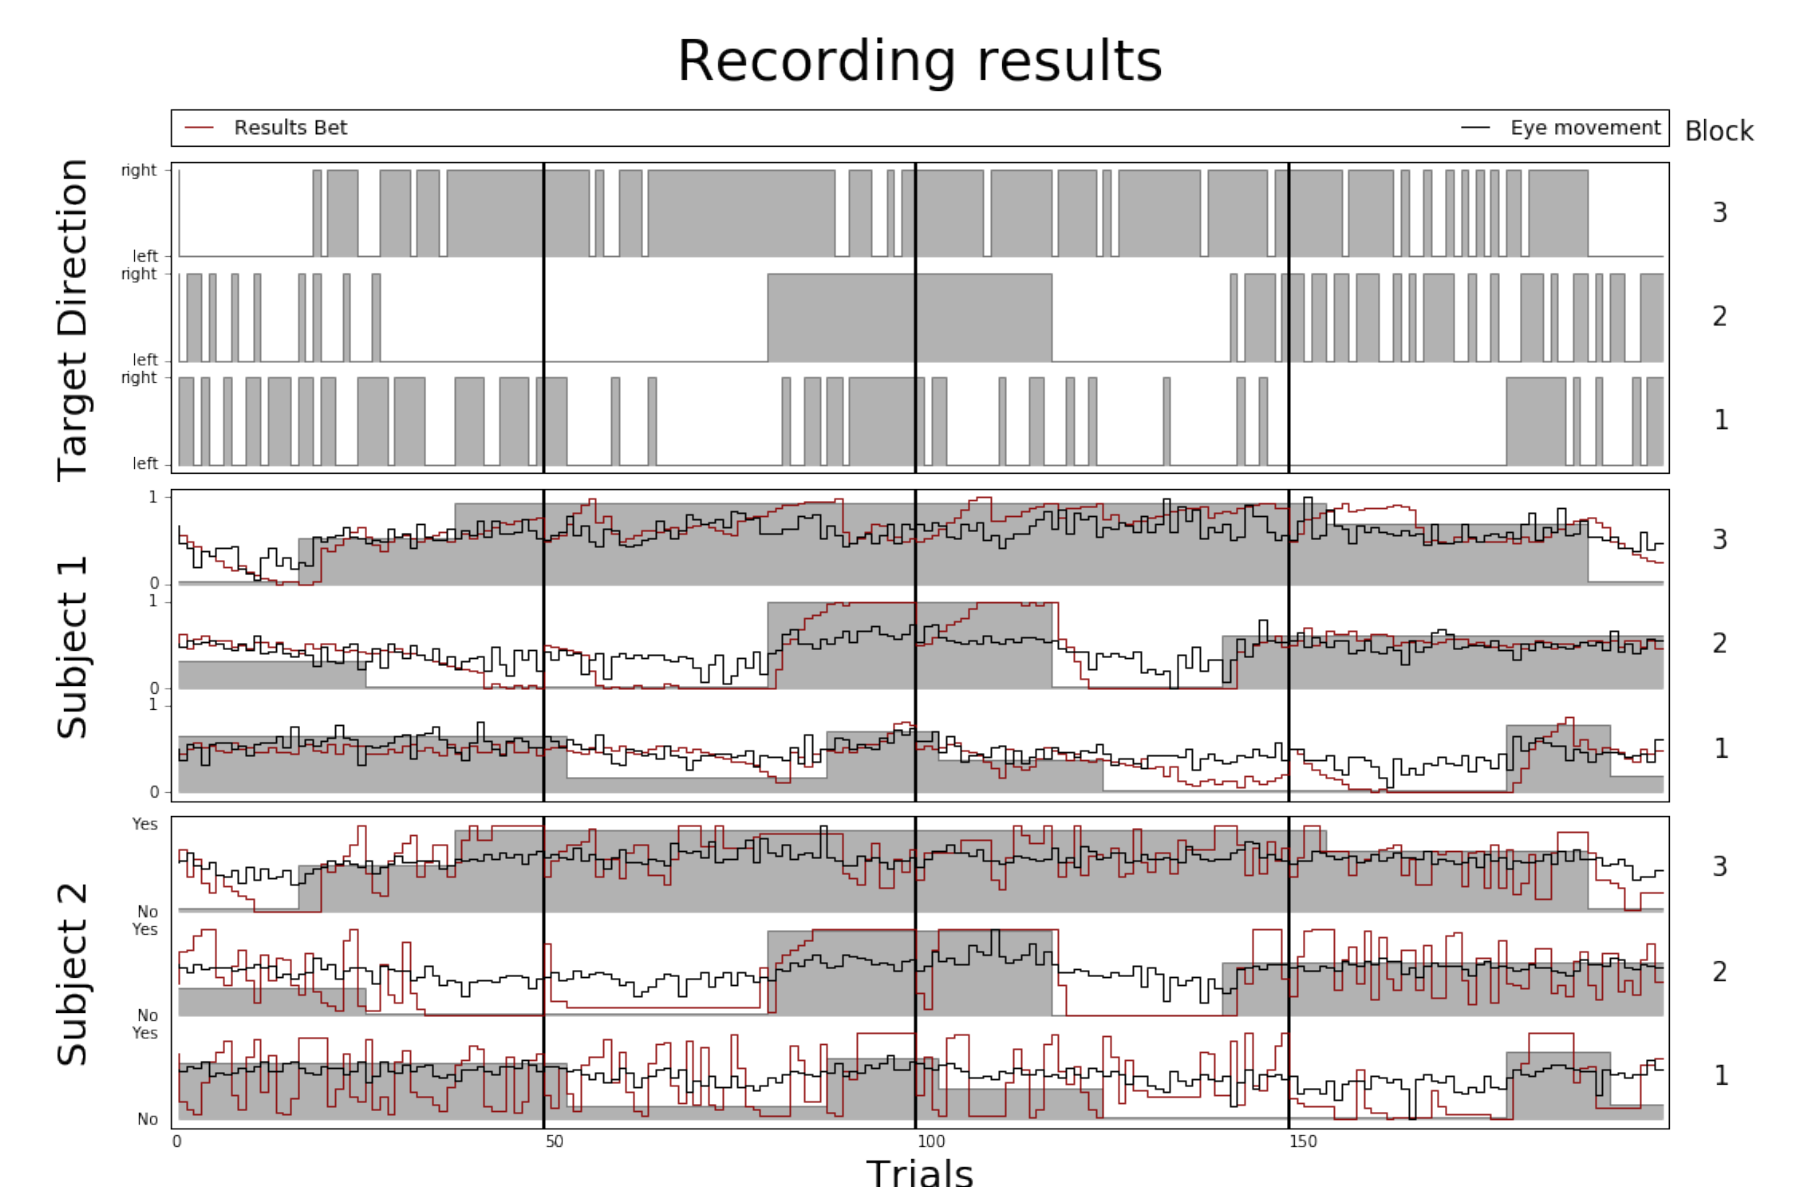 Recording results
Results Bet
Eye movement
Block
Target Direction
right
left
3
right
left
2
right
left
1
Subject 1
1
0
3
1
0
2
1
0
1
Subject 2
Yes
No
3
Yes
No
2
Yes
No
1
0
50
100
150
Trials